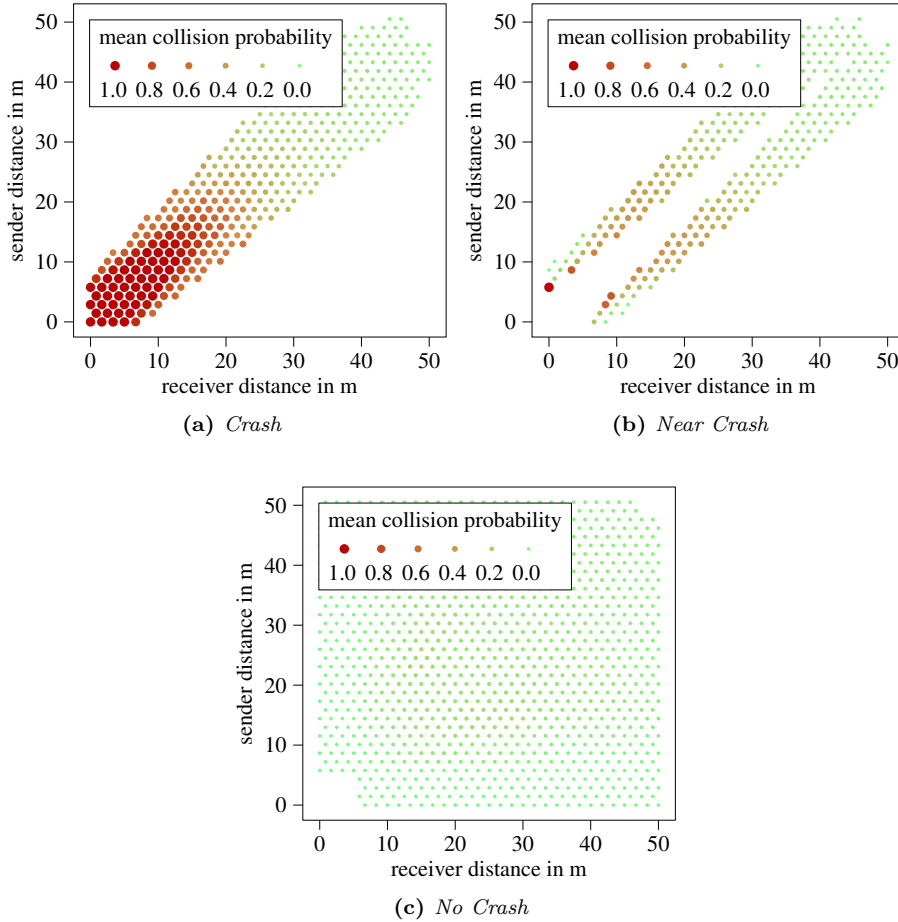 mean collision probability
1.0 0.8 0.6 0.4 0.2 0.0
50
40
30
20
10
0
sender distance in m
0 10 20 30 40 50
receiver distance in m
(a) Crash
mean collision probability
1.0 0.8 0.6 0.4 0.2 0.0
50
40
30
20
10
0
sender distance in m
0 10 20 30 40 50
receiver distance in m
(b) Near Crash
mean collision probability
1.0 0.8 0.6 0.4 0.2 0.0
50
40
30
20
10
0
sender distance in m
0 10 20 30 40 50
receiver distance in m
(c) No Crash